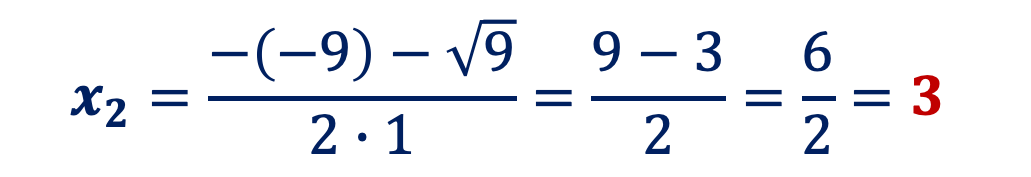 x₂ = (−(−9) − √9)/(2 · 1) = (9 − 3)/2 = 6/2 = 3